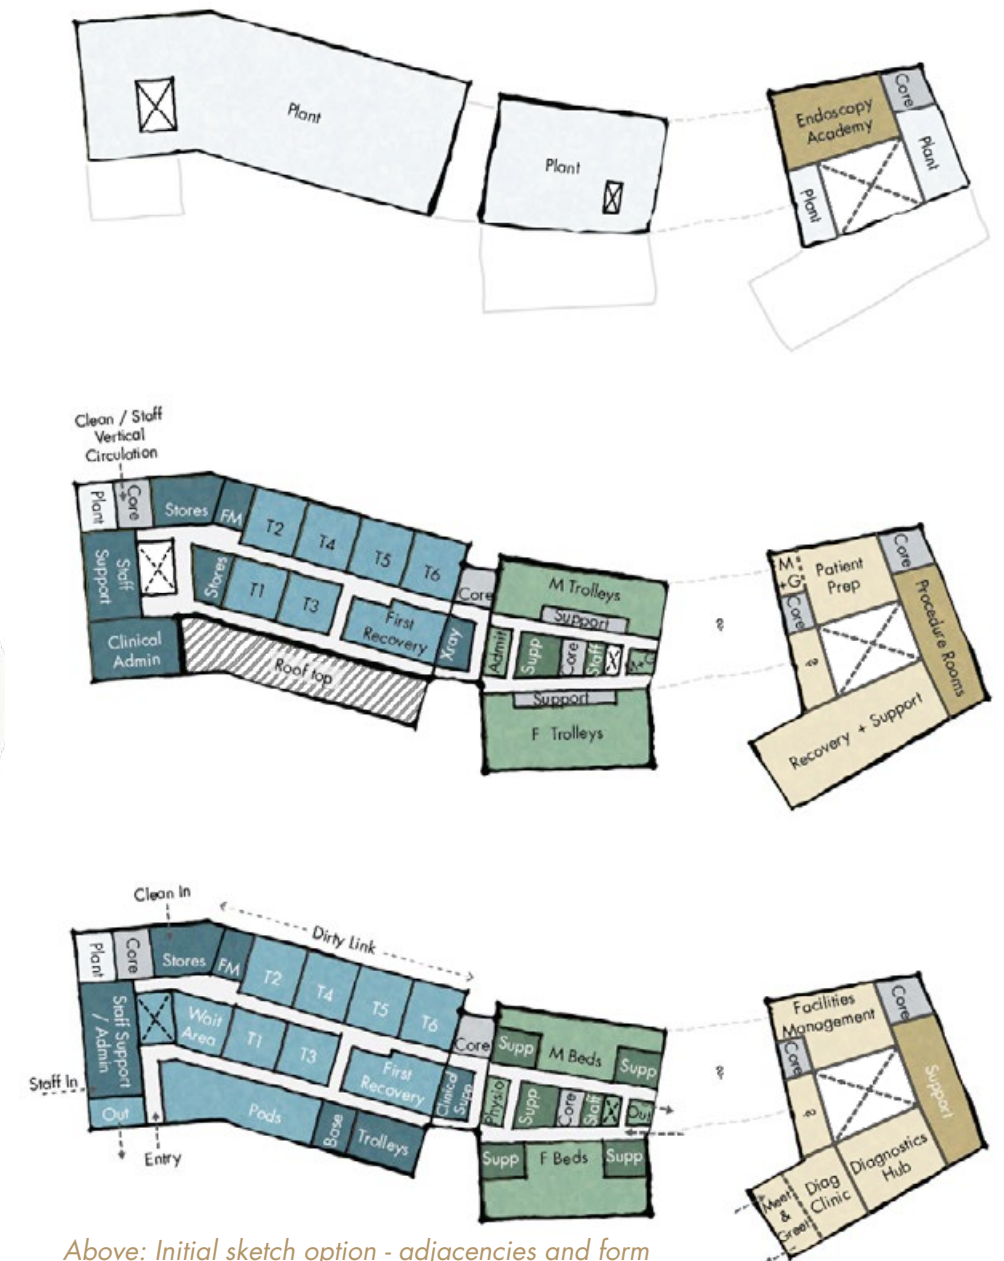 Plant
Plant
Endoscopy
Academy
Core
Plant
Plant
Clean / Staff
Vertical
Circulation
Plant
Core
Stores
FM
T2
T4
T5
T6
Staff
Support
Stores
T1
T3
First
Recovery
Xray
Core
Clinical
Admin
Roof top
M Trolleys
Support
Admit
Supp
Core
Staff
Support
F Trolleys
?
M
+G
Patient
Prep
Core
Core
?
Procedure Rooms
Recovery + Support
Clean In
Dirty Link
Plant
Core
Stores
FM
T2
T4
T5
T6
Staff Support
/ Admin
Wait
Area
T1
T3
First
Recovery
Clinical
Supp
Core
Staff In
Out
Entry
Pods
Base
Trolleys
Supp
M Beds
Supp
Physio
Supp
Core
Staff
Out
Supp
F Beds
Supp
?
Facilities
Management
Core
Core
?
Support
Diagnostics
Hub
Diag
Clinic
Meet
&
Greet
Above: Initial sketch option - adjacencies and form